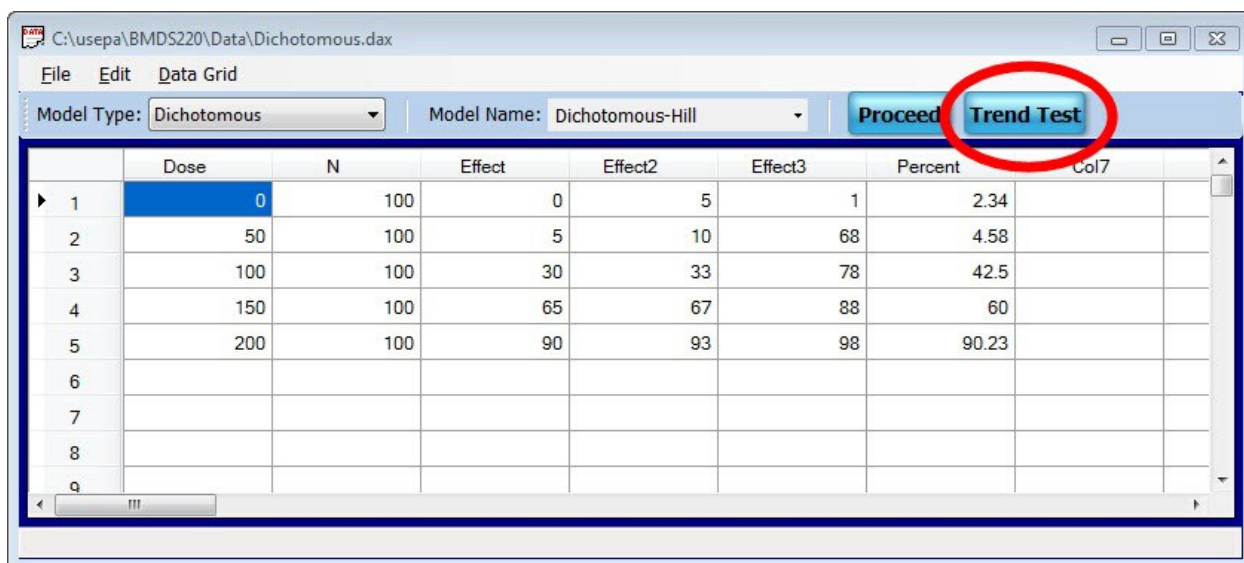 DATA C:\usepa\BMDS220\Data\Dichotomous.dax
File Edit Data Grid
Model Type: Dichotomous Model Name: Dichotomous-Hill Proceed Trend Test
Dose N Effect Effect2 Effect3 Percent Col7
1 0 100 0 5 1 2.34
2 50 100 5 10 68 4.58
3 100 100 30 33 78 42.5
4 150 100 65 67 88 60
5 200 100 90 93 98 90.23
6
7
8
9